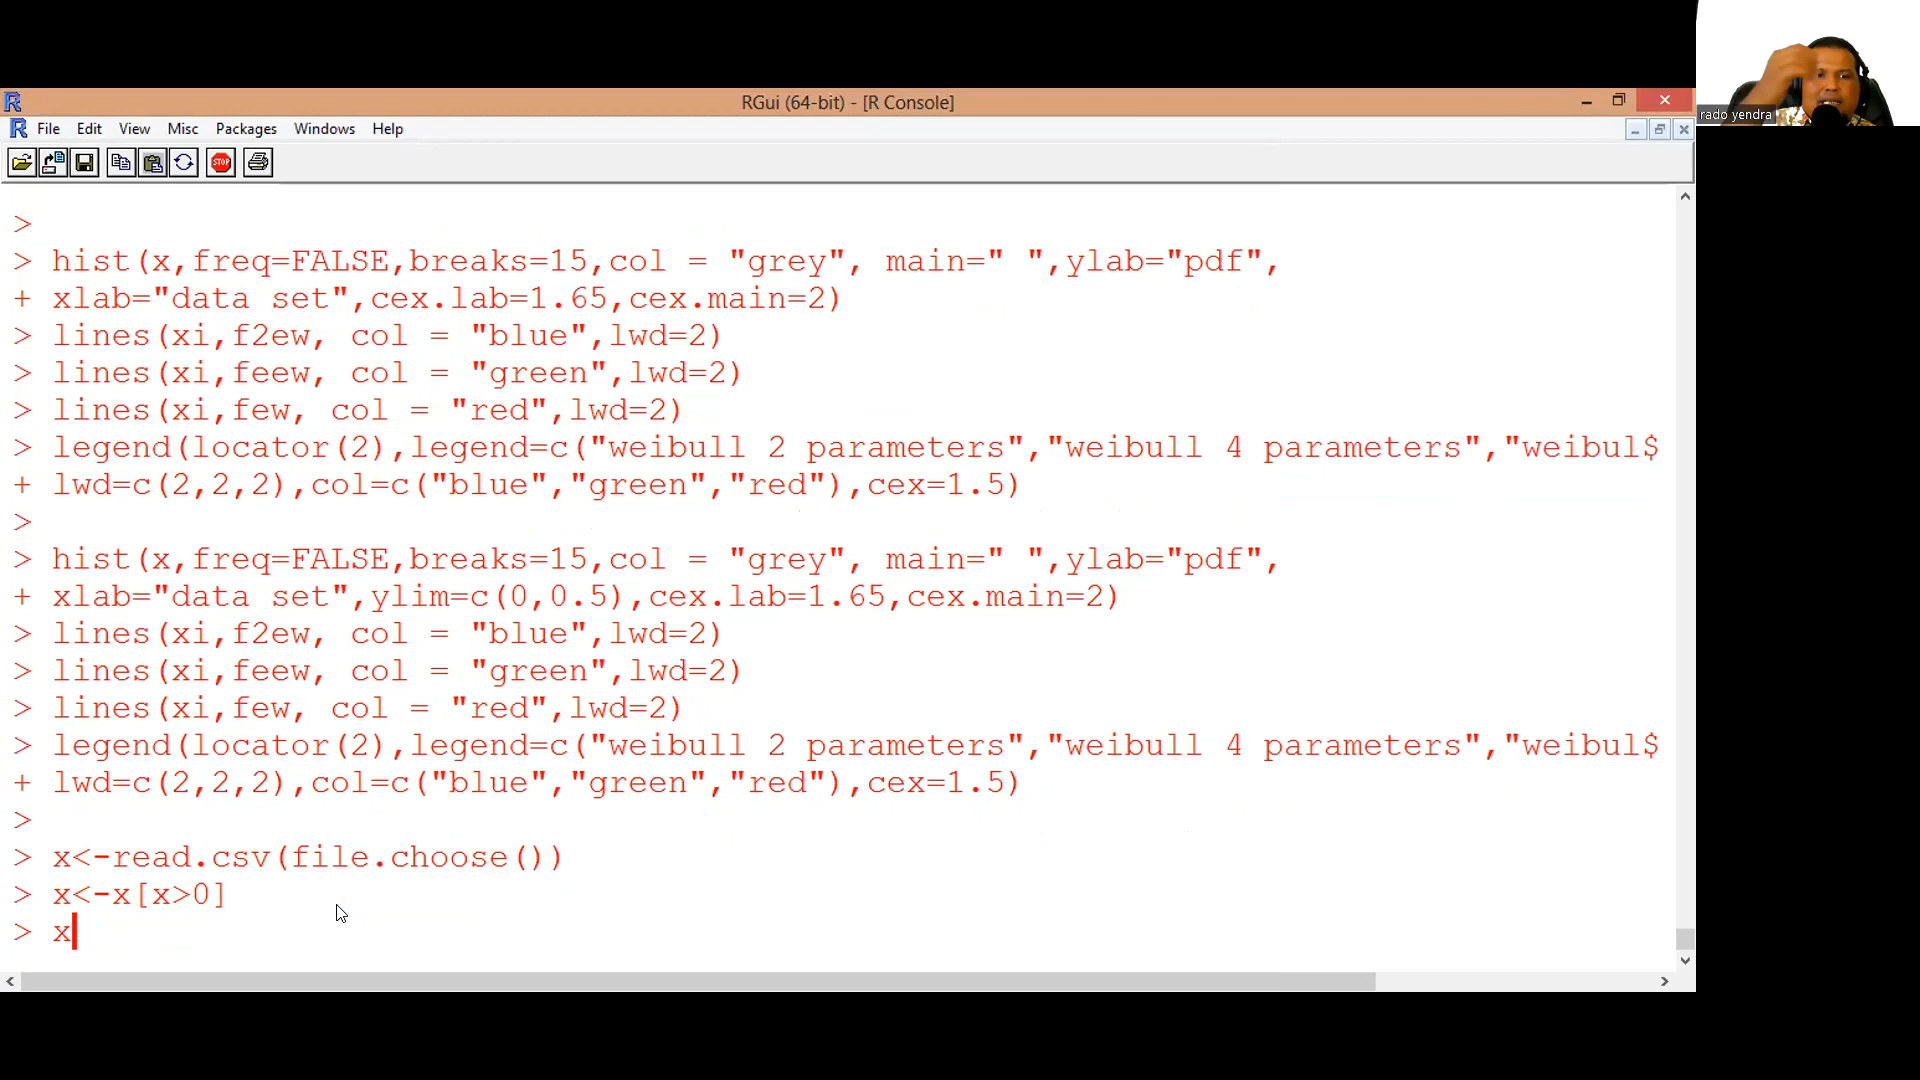 RGui (64-bit) - [R Console]
rado yendra
File Edit View Misc Packages Windows Help
STOP
>
> hist(x,freq=FALSE,breaks=15,col = "grey", main=" ",ylab="pdf",
+ xlab="data set",cex.lab=1.65,cex.main=2)
> lines(xi,f2ew, col = "blue",lwd=2)
> lines(xi,feew, col = "green",lwd=2)
> lines(xi,few, col = "red",lwd=2)
> legend(locator(2),legend=c("weibull 2 parameters","weibull 4 parameters","weibul$
+ lwd=c(2,2,2),col=c("blue","green","red"),cex=1.5)
>
> hist(x,freq=FALSE,breaks=15,col = "grey", main=" ",ylab="pdf",
+ xlab="data set",ylim=c(0,0.5),cex.lab=1.65,cex.main=2)
> lines(xi,f2ew, col = "blue",lwd=2)
> lines(xi,feew, col = "green",lwd=2)
> lines(xi,few, col = "red",lwd=2)
> legend(locator(2),legend=c("weibull 2 parameters","weibull 4 parameters","weibul$
+ lwd=c(2,2,2),col=c("blue","green","red"),cex=1.5)
>
> x<-read.csv(file.choose())
> x<-x[x>0]
> x